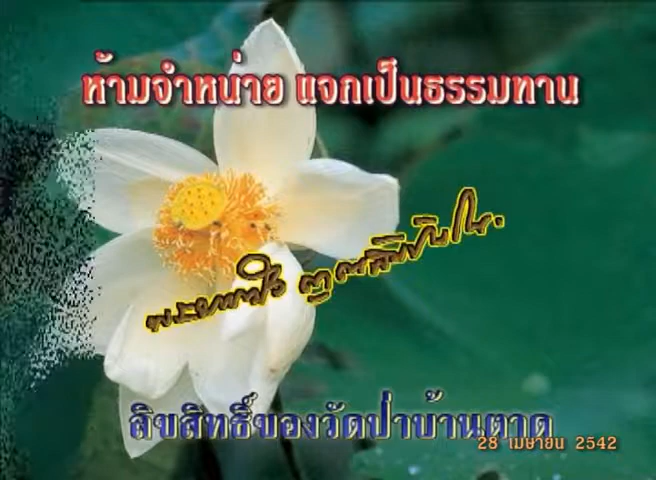 ห้ามจำหน่าย แจกเป็นธรรมทาน
ลิขสิทธิ์ของวัดป่าบ้านตาด
28 เมษายน 2542